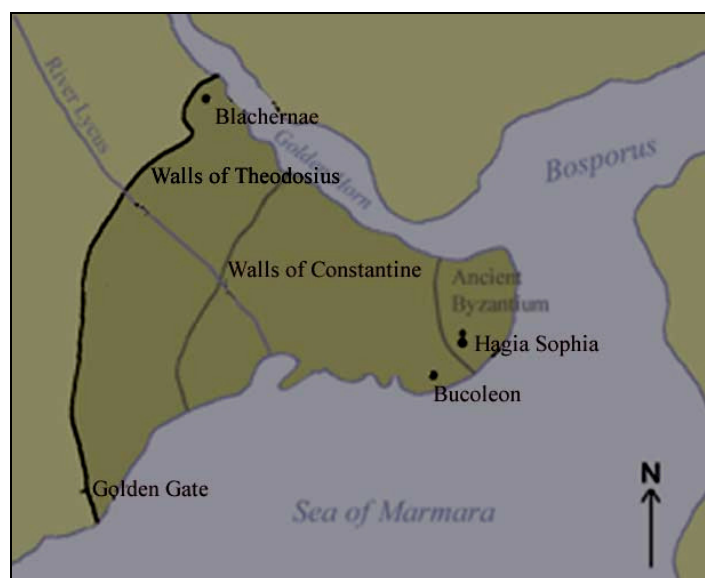 River Lycus
Blachernae
Golden Horn
Bosporus
Walls of Theodosius
Walls of Constantine
Ancient
Byzantium
Hagia Sophia
Bucoleon
Golden Gate
Sea of Marmara
N